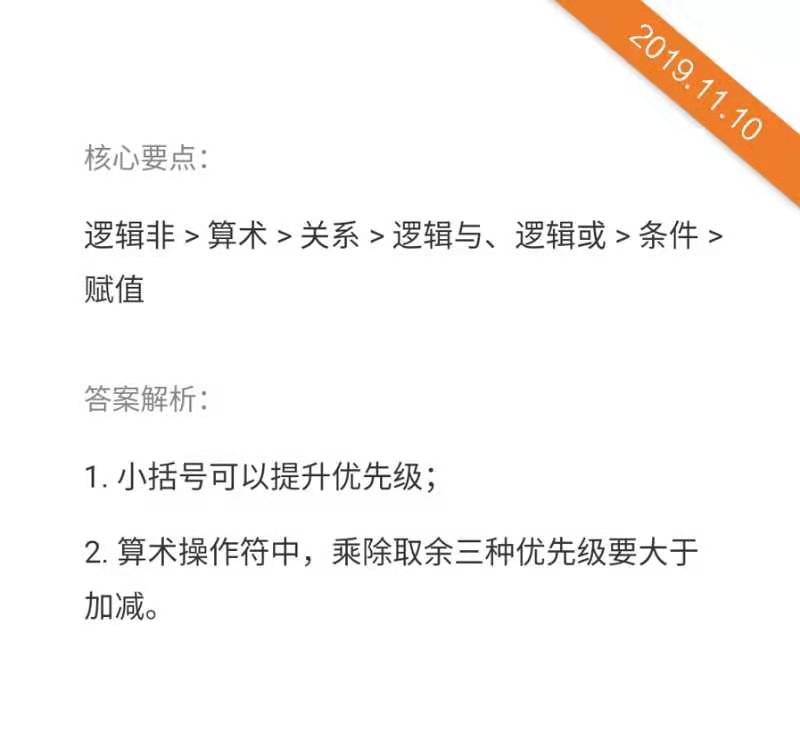 2019.11.10
核心要点：
逻辑非 > 算术 > 关系 > 逻辑与、逻辑或 > 条件 >
赋值
答案解析：
1. 小括号可以提升优先级；
2. 算术操作符中，乘除取余三种优先级要大于
加减。